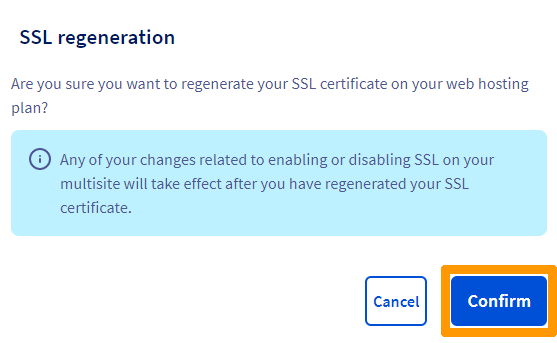 SSL regeneration
Are you sure you want to regenerate your SSL certificate on your web hosting
plan?
Any of your changes related to enabling or disabling SSL on your
multisite will take effect after you have regenerated your SSL
certificate.
Cancel
Confirm